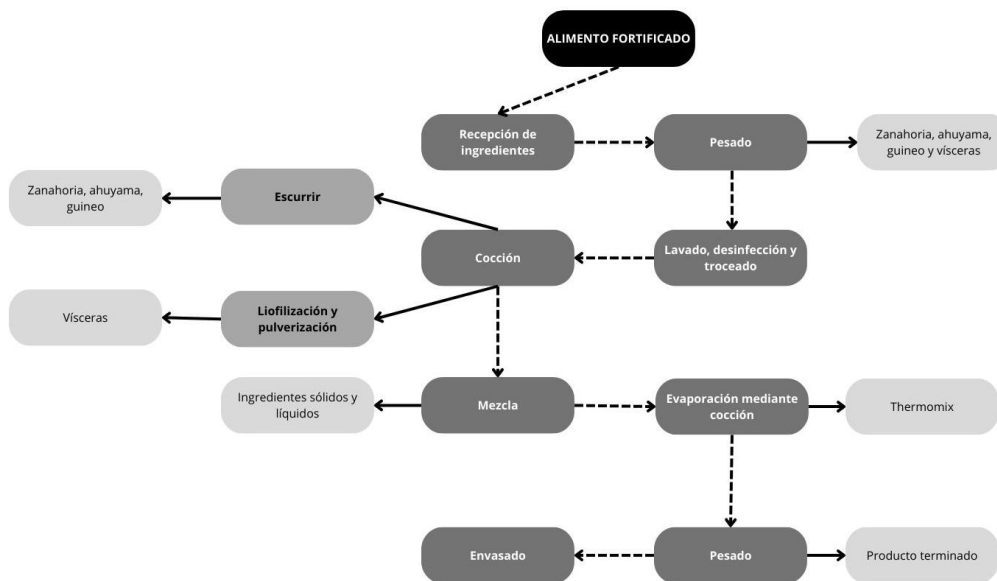 ALIMENTO FORTIFICADO
Recepción de
ingredientes
Pesado
Zanahoria, ahuyama,
guineo y vísceras
Zanahoria, ahuyama,
guineo
Escurrir
Cocción
Lavado, desinfección y
troceado
Vísceras
Liofilización y
pulverización
Ingredientes sólidos y
líquidos
Mezcla
Evaporación mediante
cocción
Thermomix
Envasado
Pesado
Producto terminado